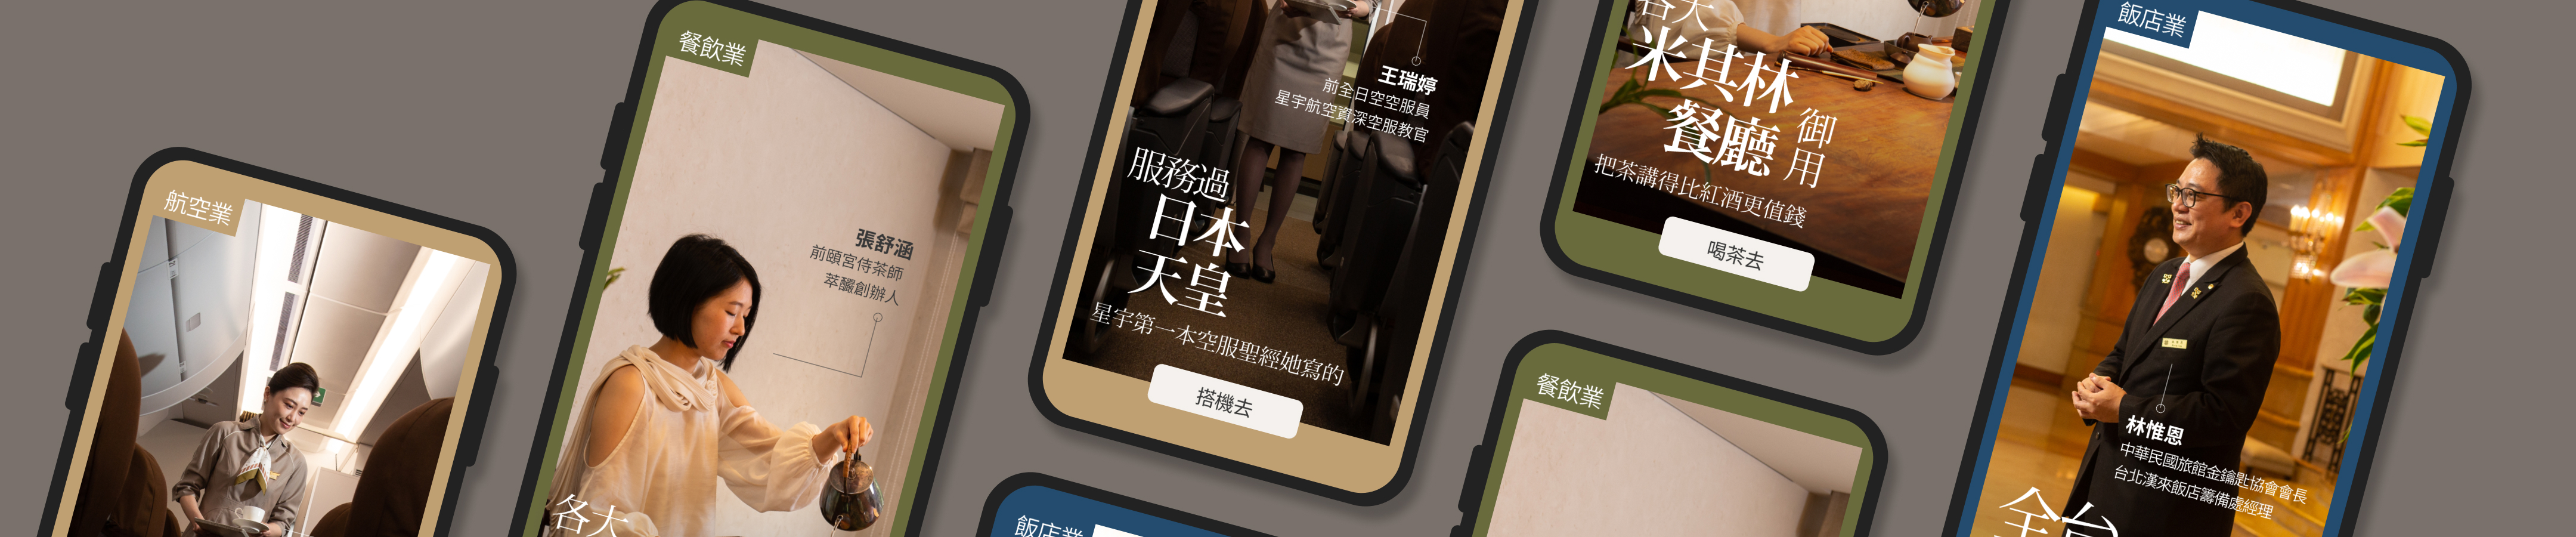 航空業
餐飲業
張舒涵
前頤宮侍茶師
萃釅創辦人
各大
王瑞婷
前全日空空服員
星宇航空資深空服教官
服務過
日本
天皇
星宇第一本空服聖經她寫的
搭機去
飯店業
各大
米其林
餐廳
御用
把茶講得比紅酒更值錢
喝茶去
餐飲業
飯店業
林惟恩
中華民國旅館金鑰匙協會會長
台北漢來飯店籌備處經理
全台